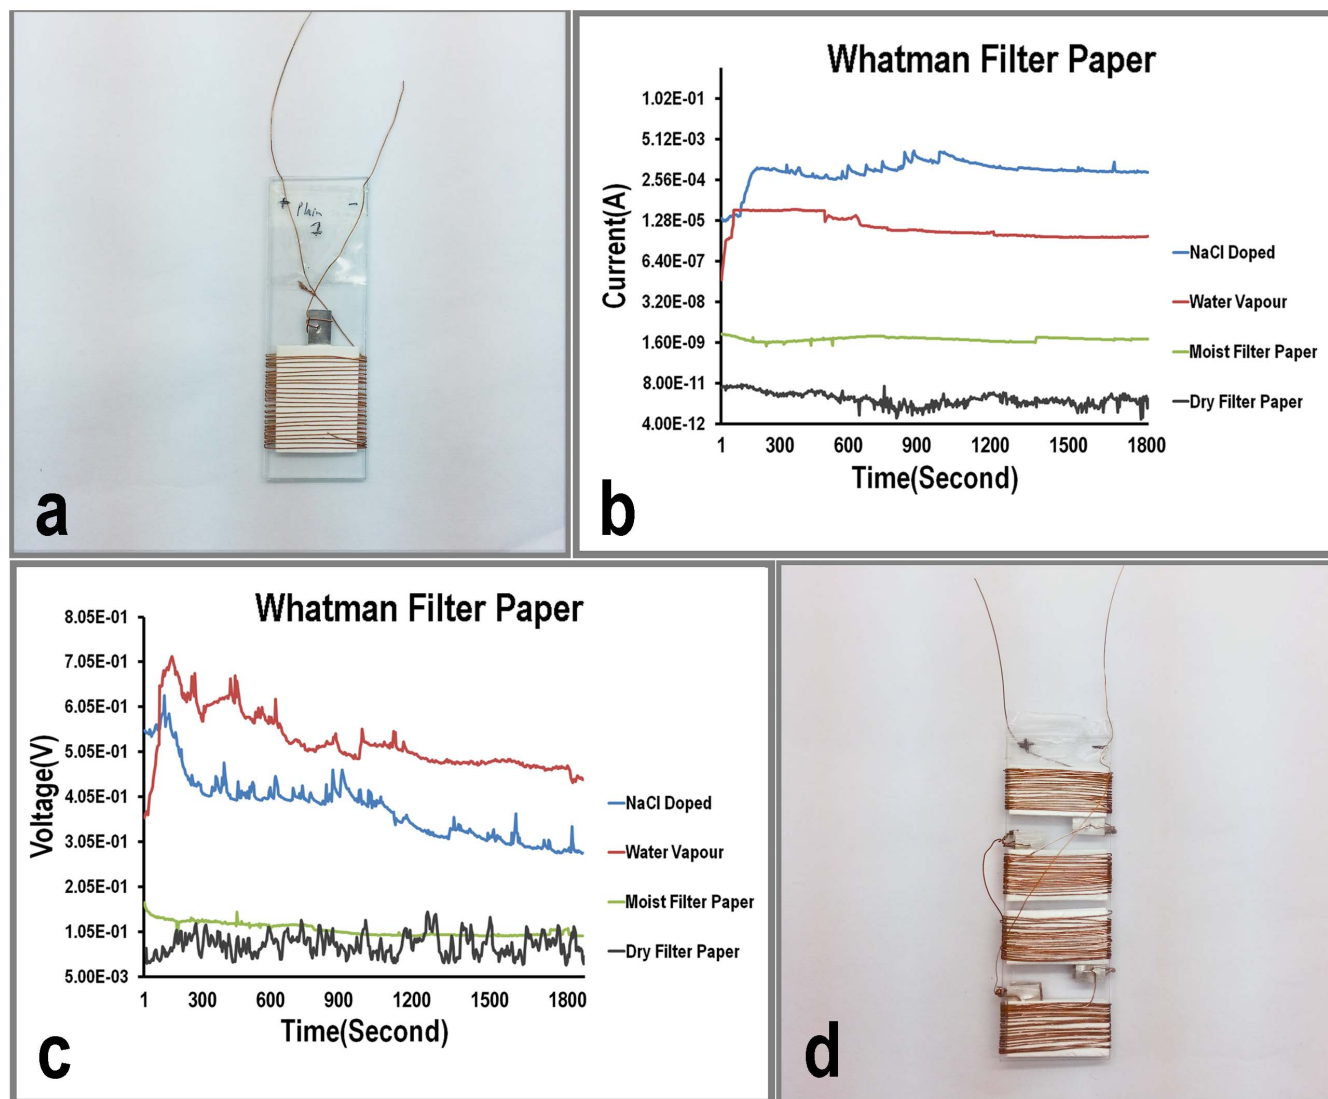 a
+ Plain -
1
b
Whatman Filter Paper
Current(A)
1.02E-01
5.12E-03
2.56E-04
1.28E-05
6.40E-07
3.20E-08
1.60E-09
8.00E-11
4.00E-12
1 300 600 900 1200 1500 1800
Time(Second)
NaCl Doped
Water Vapour
Moist Filter Paper
Dry Filter Paper
c
Whatman Filter Paper
Voltage(V)
8.05E-01
7.05E-01
6.05E-01
5.05E-01
4.05E-01
3.05E-01
2.05E-01
1.05E-01
5.00E-03
1 300 600 900 1200 1500 1800
Time(Second)
NaCl Doped
Water Vapour
Moist Filter Paper
Dry Filter Paper
d
+ -